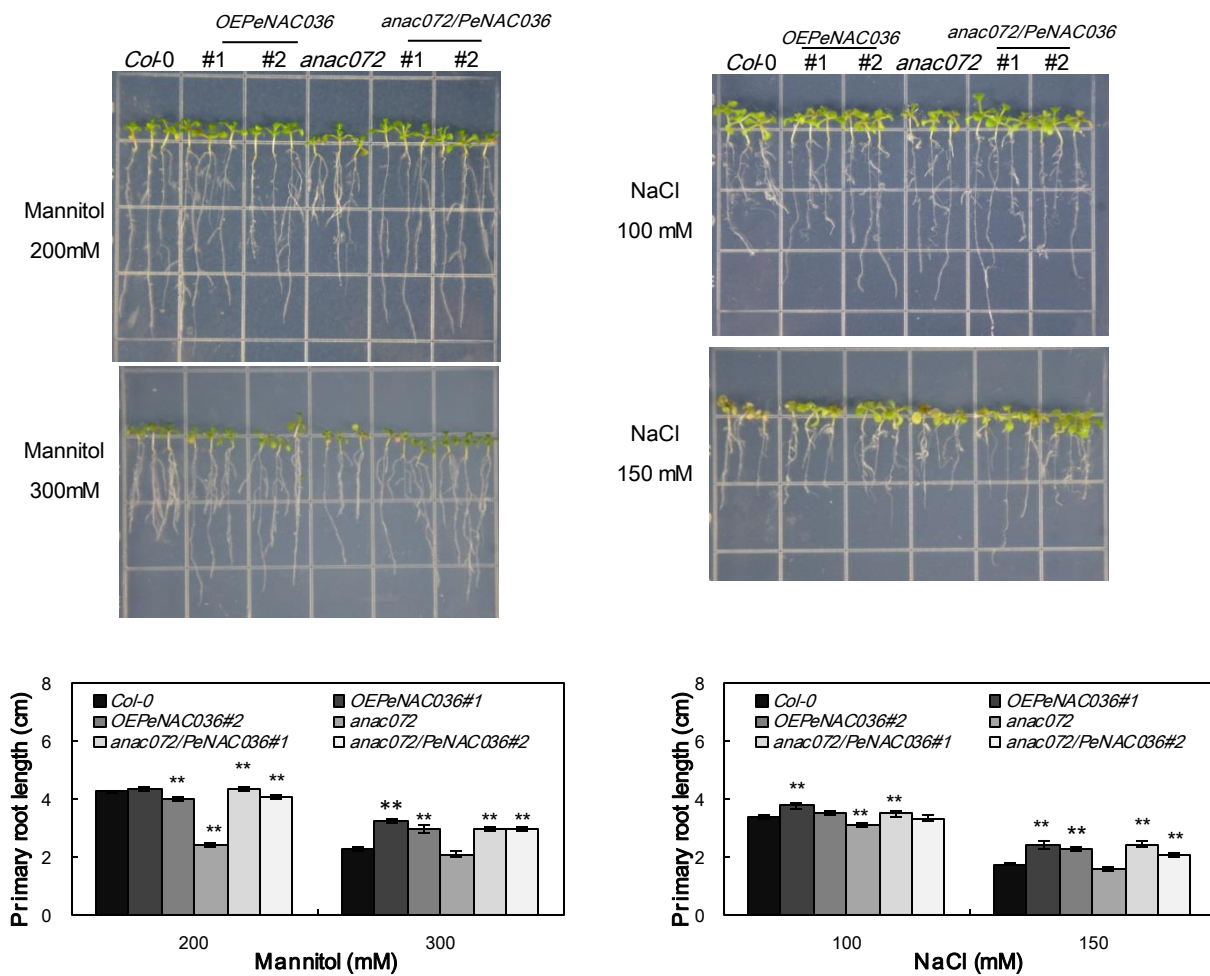 OEPeNAC036
anac072/PeNAC036
Col-0 #1 #2 anac072 #1 #2
Mannitol
200mM
Mannitol
300mM
anac072/PeNAC036
OEPeNAC036
Col-0 #1 #2 anac072 #1 #2
NaCl
100 mM
NaCl
150 mM
Primary root length (cm)
8
6
4
2
0
Col-0 OEPeNAC036#1
OEPeNAC036#2 anac072
anac072/PeNAC036#1 anac072/PeNAC036#2
** ** ** **
** ** ** **
200 300
Mannitol (mM)
Primary root length (cm)
8
6
4
2
0
Col-0 OEPeNAC036#1
OEPeNAC036#2 anac072
anac072/PeNAC036#1 anac072/PeNAC036#2
** ** **
** ** ** **
100 150
NaCl (mM)